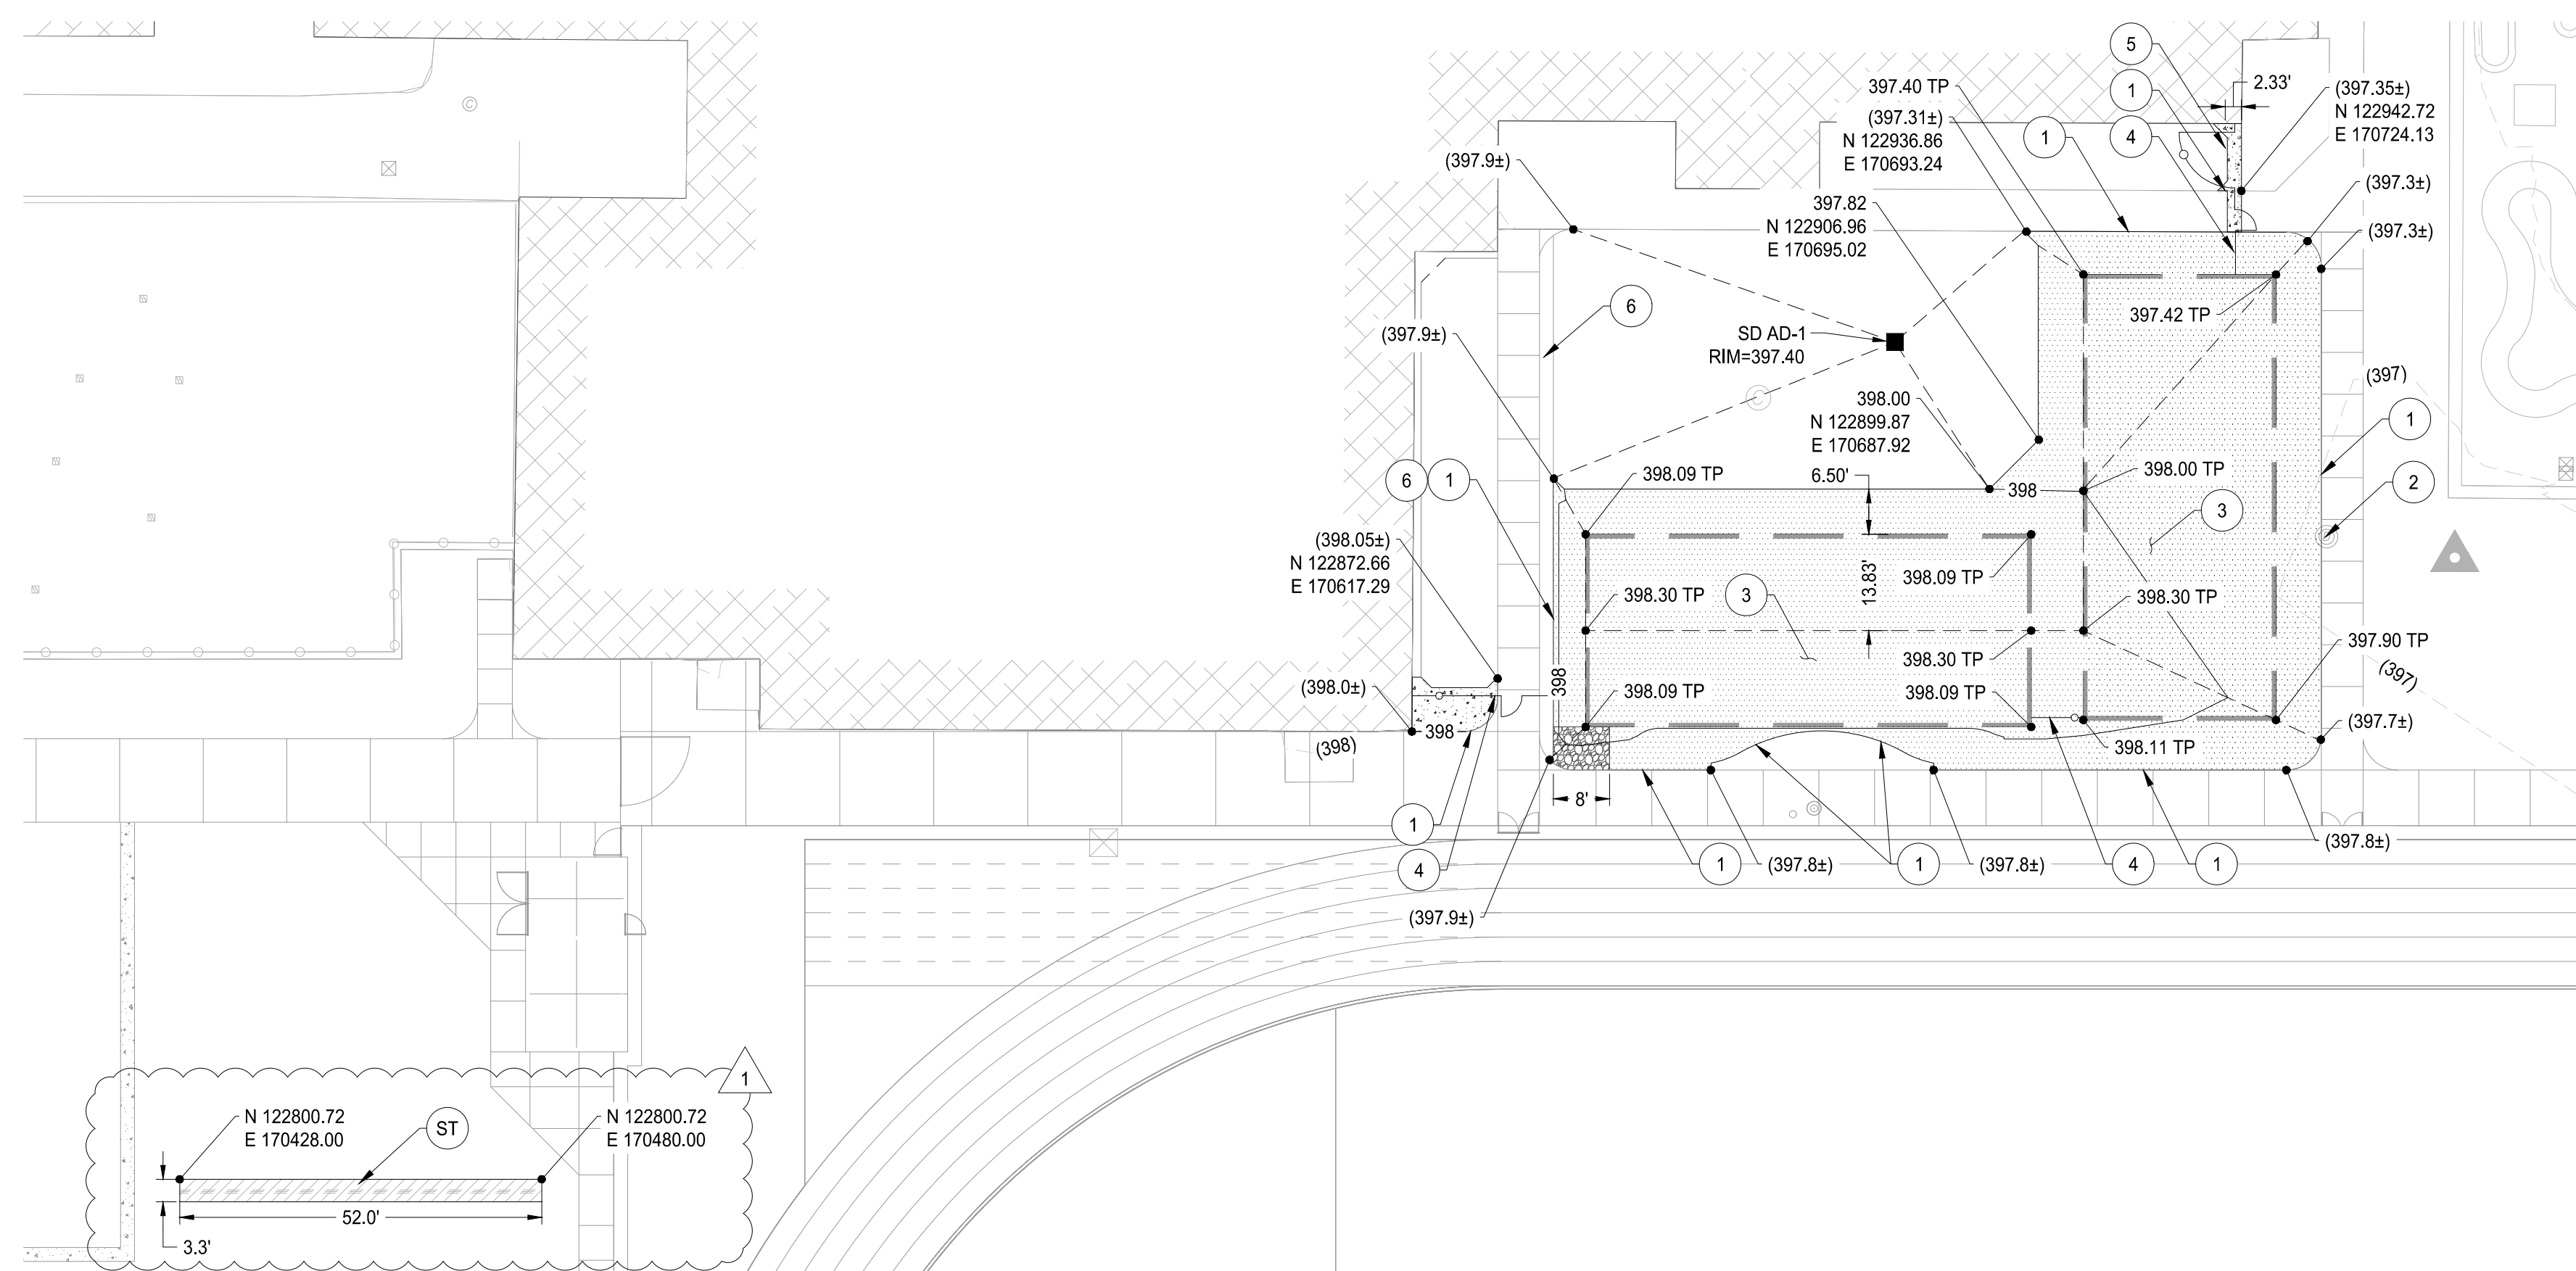 5
1
4
1
2.33'
(397.35±)
N 122942.72
E 170724.13
397.40 TP
(397.31±)
N 122936.86
E 170693.24
(397.9±)
(397.3±)
(397.3±)
397.82
N 122906.96
E 170695.02
6
397.42 TP
SD AD-1
RIM=397.40
(397.9±)
(397)
398.00
N 122899.87
E 170687.92
1
6
1
398.09 TP
6.50'
398
398.00 TP
2
3
(398.05±)
N 122872.66
E 170617.29
398.30 TP
3
13.83'
398.09 TP
398.30 TP
398.30 TP
397.90 TP
(397)
(398.0±)
398
398.09 TP
398.09 TP
398
(398)
(397.7±)
398.11 TP
8'
1
4
(397.9±)
1
(397.8±)
1
(397.8±)
4
1
(397.8±)
1
N 122800.72
E 170428.00
ST
N 122800.72
E 170480.00
52.0'
3.3'
C
C